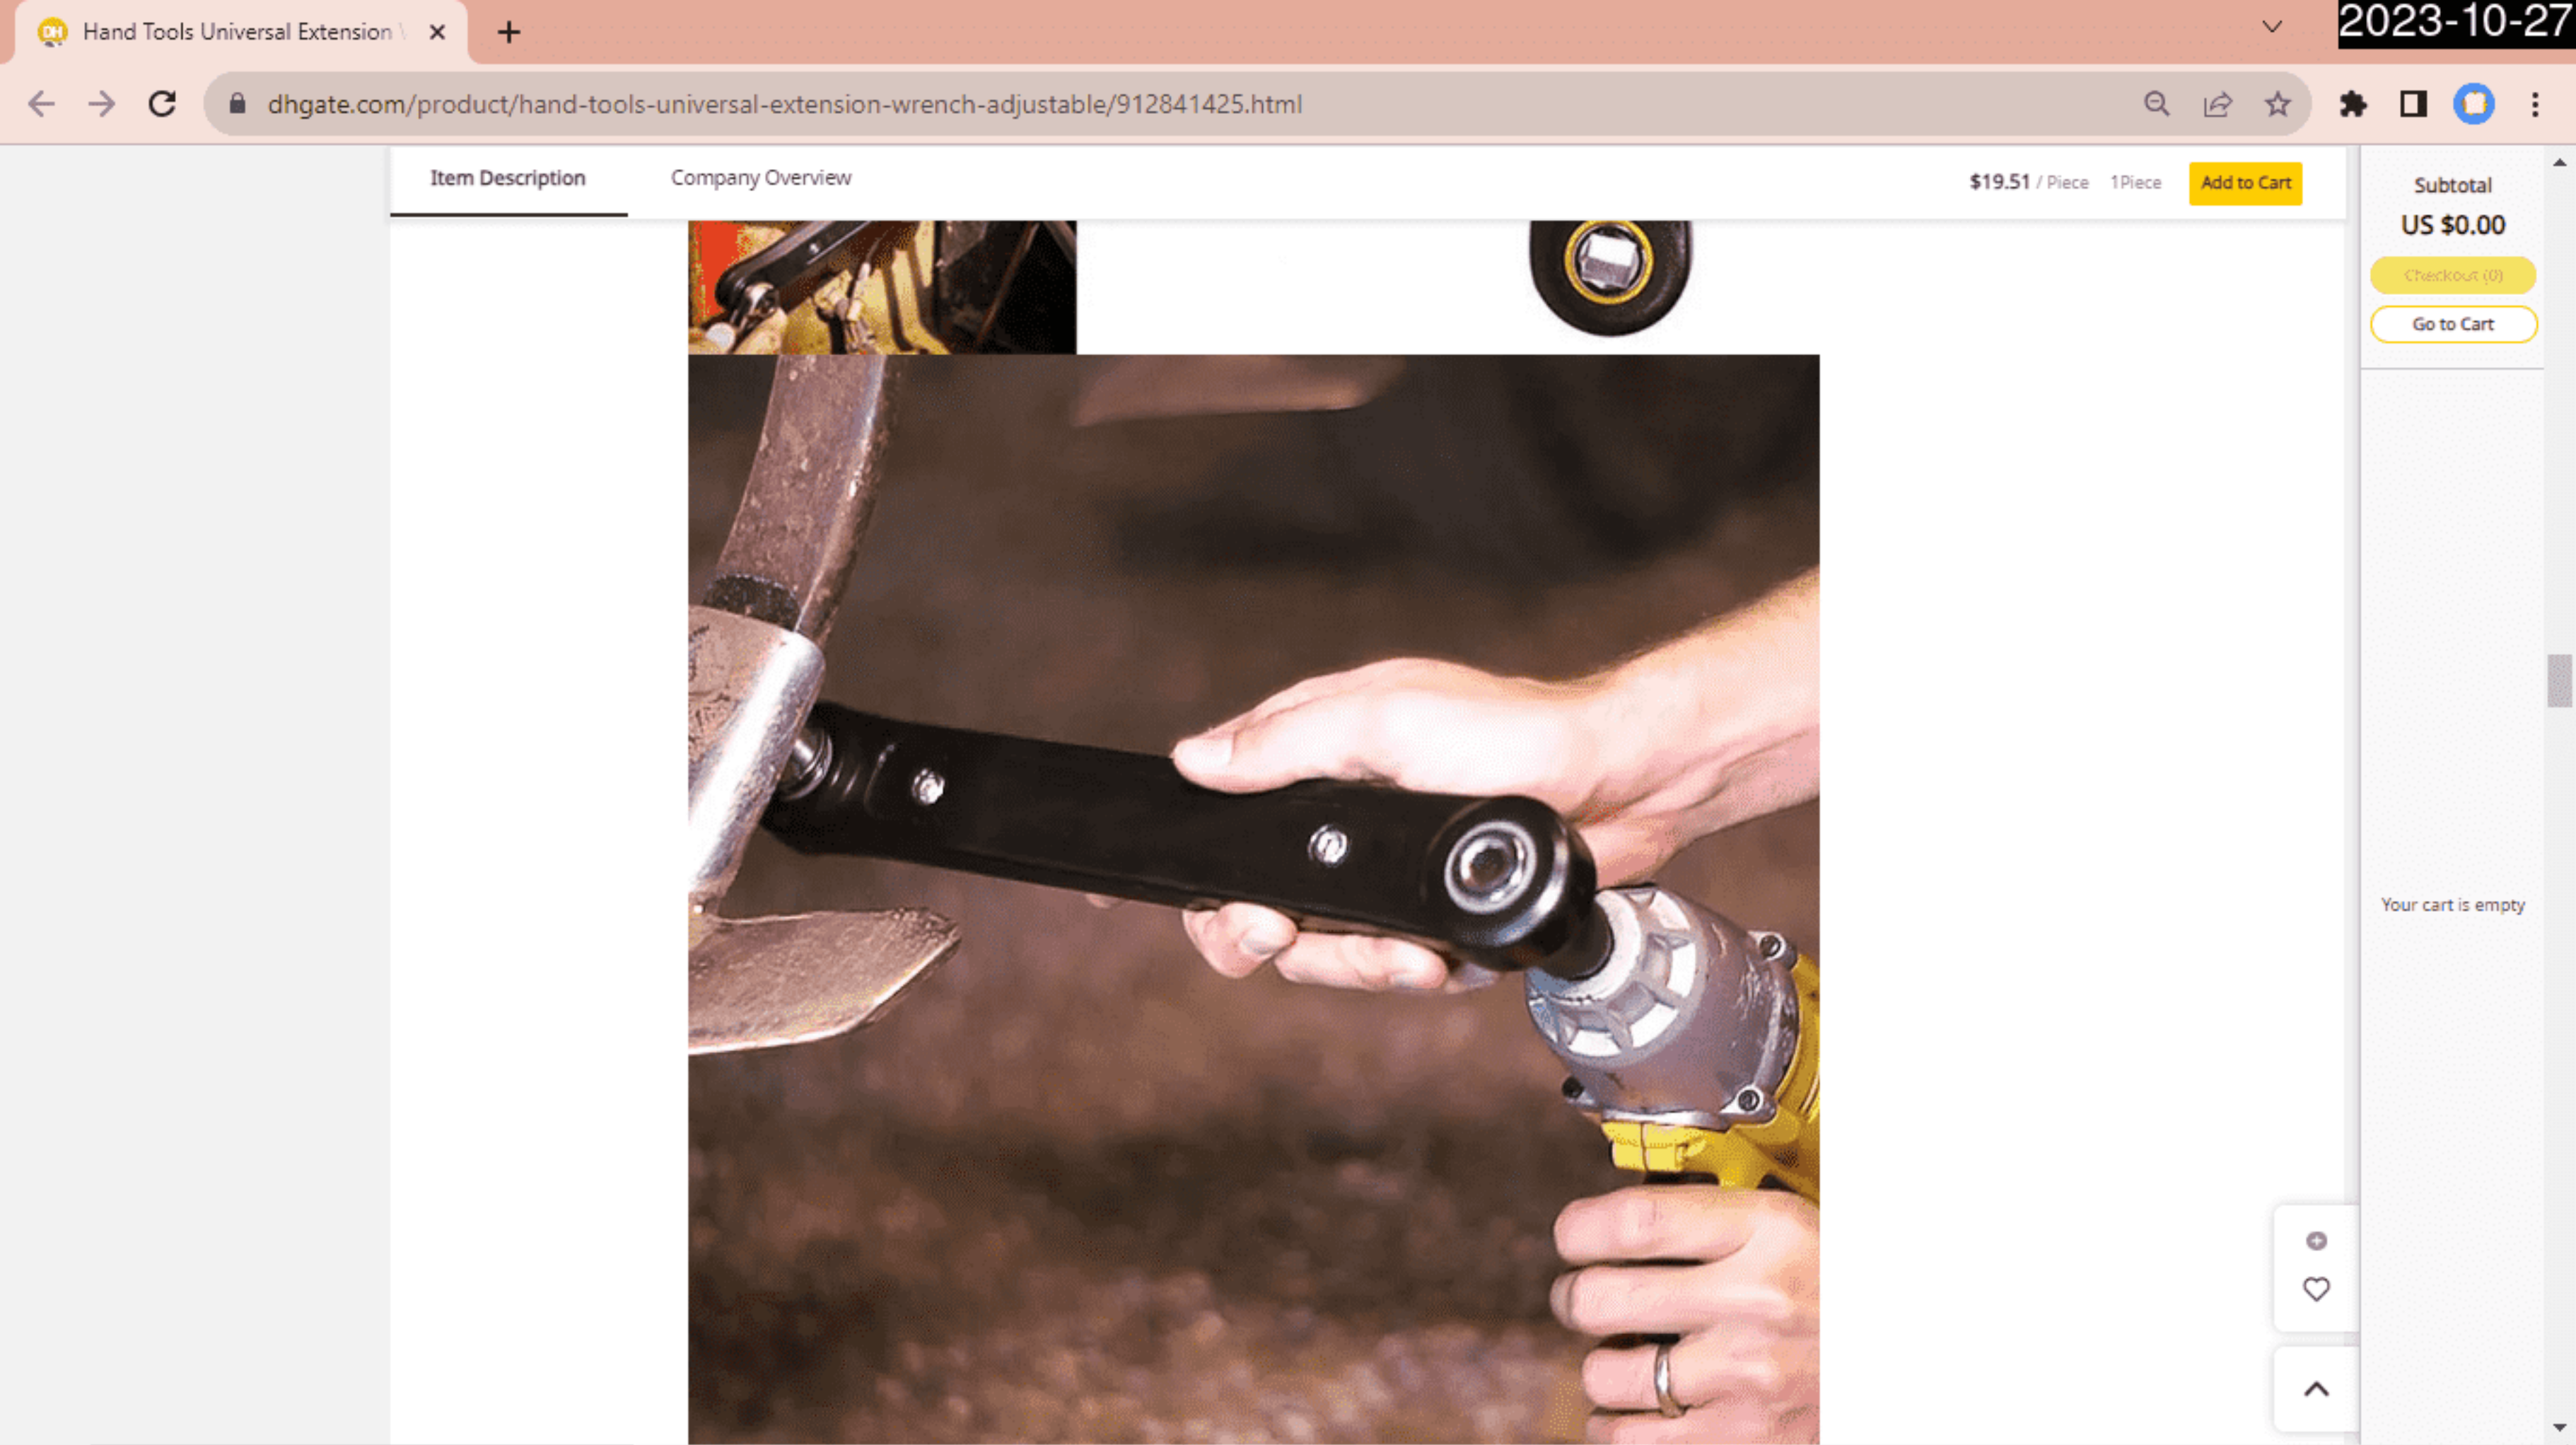 Hand Tools Universal Extension
2023-10-27
dhgate.com/product/hand-tools-universal-extension-wrench-adjustable/912841425.html
Item Description
Company Overview
$19.51 / Piece 1Piece
Add to Cart
Subtotal
US $0.00
Checkout (0)
Go to Cart
Your cart is empty